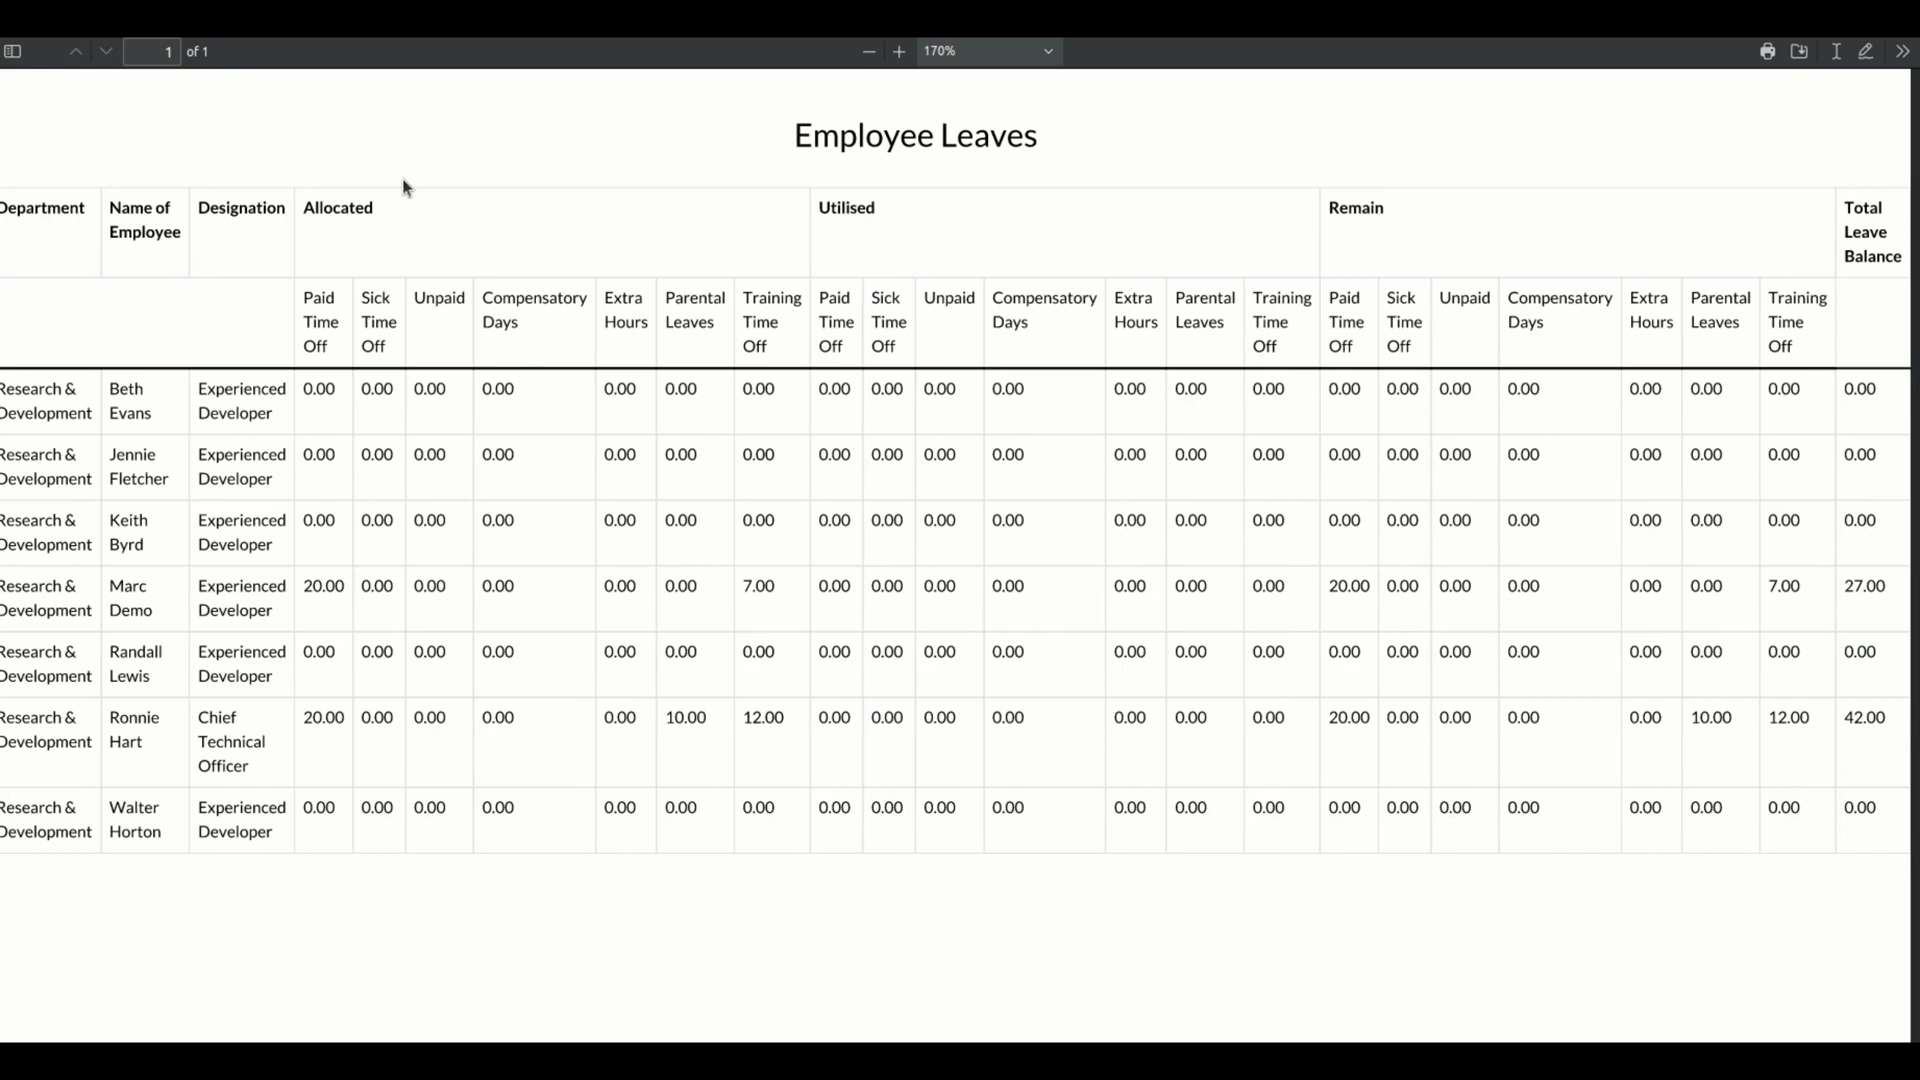 1 of 1 170%
Employee Leaves
Department Name of Designation Allocated Utilised Remain Total
Employee Leave
Balance
Paid Sick Unpaid Compensatory Extra Parental Training Paid Sick Unpaid Compensatory Extra Parental Training Paid Sick Unpaid Compensatory Extra Parental Training
Time Time Days Hours Leaves Time Time Time Days Hours Leaves Time Time Time Days Hours Leaves Time
Off Off Off Off Off Off Off Off Off
Research & Beth Experienced 0.00 0.00 0.00 0.00 0.00 0.00 0.00 0.00 0.00 0.00 0.00 0.00 0.00 0.00 0.00 0.00 0.00 0.00 0.00 0.00 0.00 0.00
Development Evans Developer
Research & Jennie Experienced 0.00 0.00 0.00 0.00 0.00 0.00 0.00 0.00 0.00 0.00 0.00 0.00 0.00 0.00 0.00 0.00 0.00 0.00 0.00 0.00 0.00 0.00
Development Fletcher Developer
Research & Keith Experienced 0.00 0.00 0.00 0.00 0.00 0.00 0.00 0.00 0.00 0.00 0.00 0.00 0.00 0.00 0.00 0.00 0.00 0.00 0.00 0.00 0.00 0.00
Development Byrd Developer
Research & Marc Experienced 20.00 0.00 0.00 0.00 0.00 0.00 7.00 0.00 0.00 0.00 0.00 0.00 0.00 0.00 20.00 0.00 0.00 0.00 0.00 0.00 7.00 27.00
Development Demo Developer
Research & Randall Experienced 0.00 0.00 0.00 0.00 0.00 0.00 0.00 0.00 0.00 0.00 0.00 0.00 0.00 0.00 0.00 0.00 0.00 0.00 0.00 0.00 0.00 0.00
Development Lewis Developer
Research & Ronnie Chief 20.00 0.00 0.00 0.00 0.00 10.00 12.00 0.00 0.00 0.00 0.00 0.00 0.00 0.00 20.00 0.00 0.00 0.00 0.00 10.00 12.00 42.00
Development Hart Technical
Officer
Research & Walter Experienced 0.00 0.00 0.00 0.00 0.00 0.00 0.00 0.00 0.00 0.00 0.00 0.00 0.00 0.00 0.00 0.00 0.00 0.00 0.00 0.00 0.00 0.00
Development Horton Developer